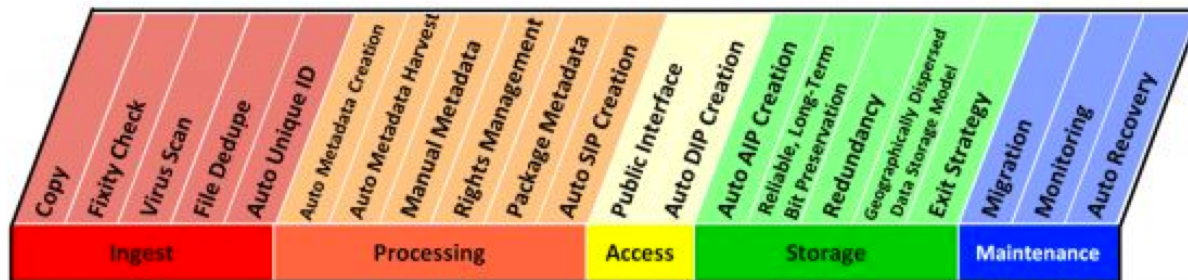 Copy
Fixity Check
Virus Scan
File Dedupe
Auto Unique ID
Auto Metadata Creation
Auto Metadata Harvest
Manual Metadata
Rights Management
Package Metadata
Auto SIP Creation
Public Interface
Auto DIP Creation
Auto AIP Creation
Reliable, Long-Term
Bit Preservation
Redundancy
Geographically Dispersed
Data Storage Model
Exit Strategy
Migration
Monitoring
Auto Recovery
Ingest
Processing
Access
Storage
Maintenance